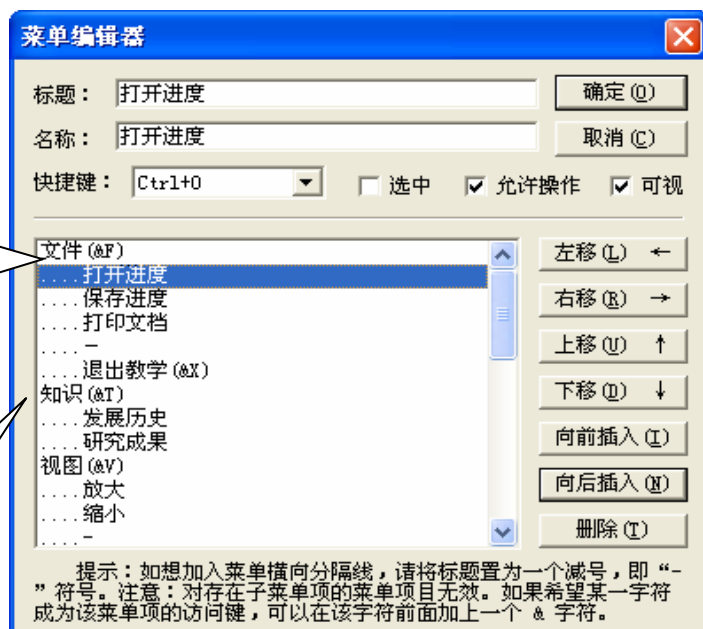 菜单编辑器
标题： 打开进度 确定(O)
名称： 打开进度 取消(C)
快捷键： Ctrl+O 选中 允许操作 可视
文件(&F)
....打开进度
....保存进度
....打印文档
....-
....退出教学(&X)
知识(&T)
....发展历史
....研究成果
视图(&V)
....放大
....缩小
....-
左移(L) ←
右移(R) →
上移(U) ↑
下移(D) ↓
向前插入(I)
向后插入(N)
删除(T)
提示：如想加入菜单横向分隔线，请将标题置为一个减号，即“-
”符号。注意：对存在子菜单项的菜单项目无效。如果希望某一字符
成为该菜单项的访问键，可以在该字符前面加上一个 & 字符。